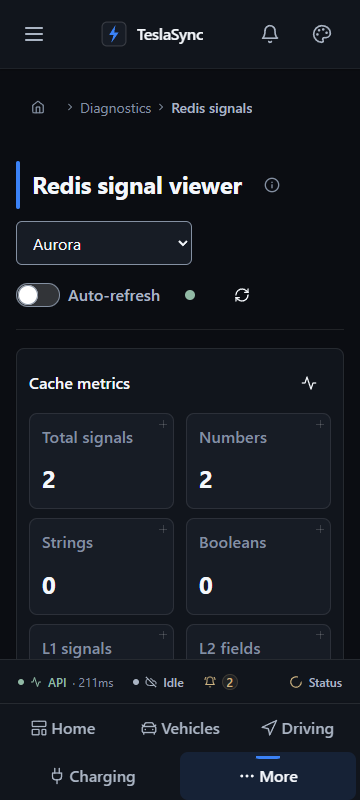 TeslaSync
Diagnostics > Redis signals
Redis signal viewer
Aurora
Auto-refresh
Cache metrics
Total signals
2
Numbers
2
Strings
0
Booleans
0
L1 signals
L2 fields
API · 211ms
Idle
2
Status
Home
Vehicles
Driving
Charging
More